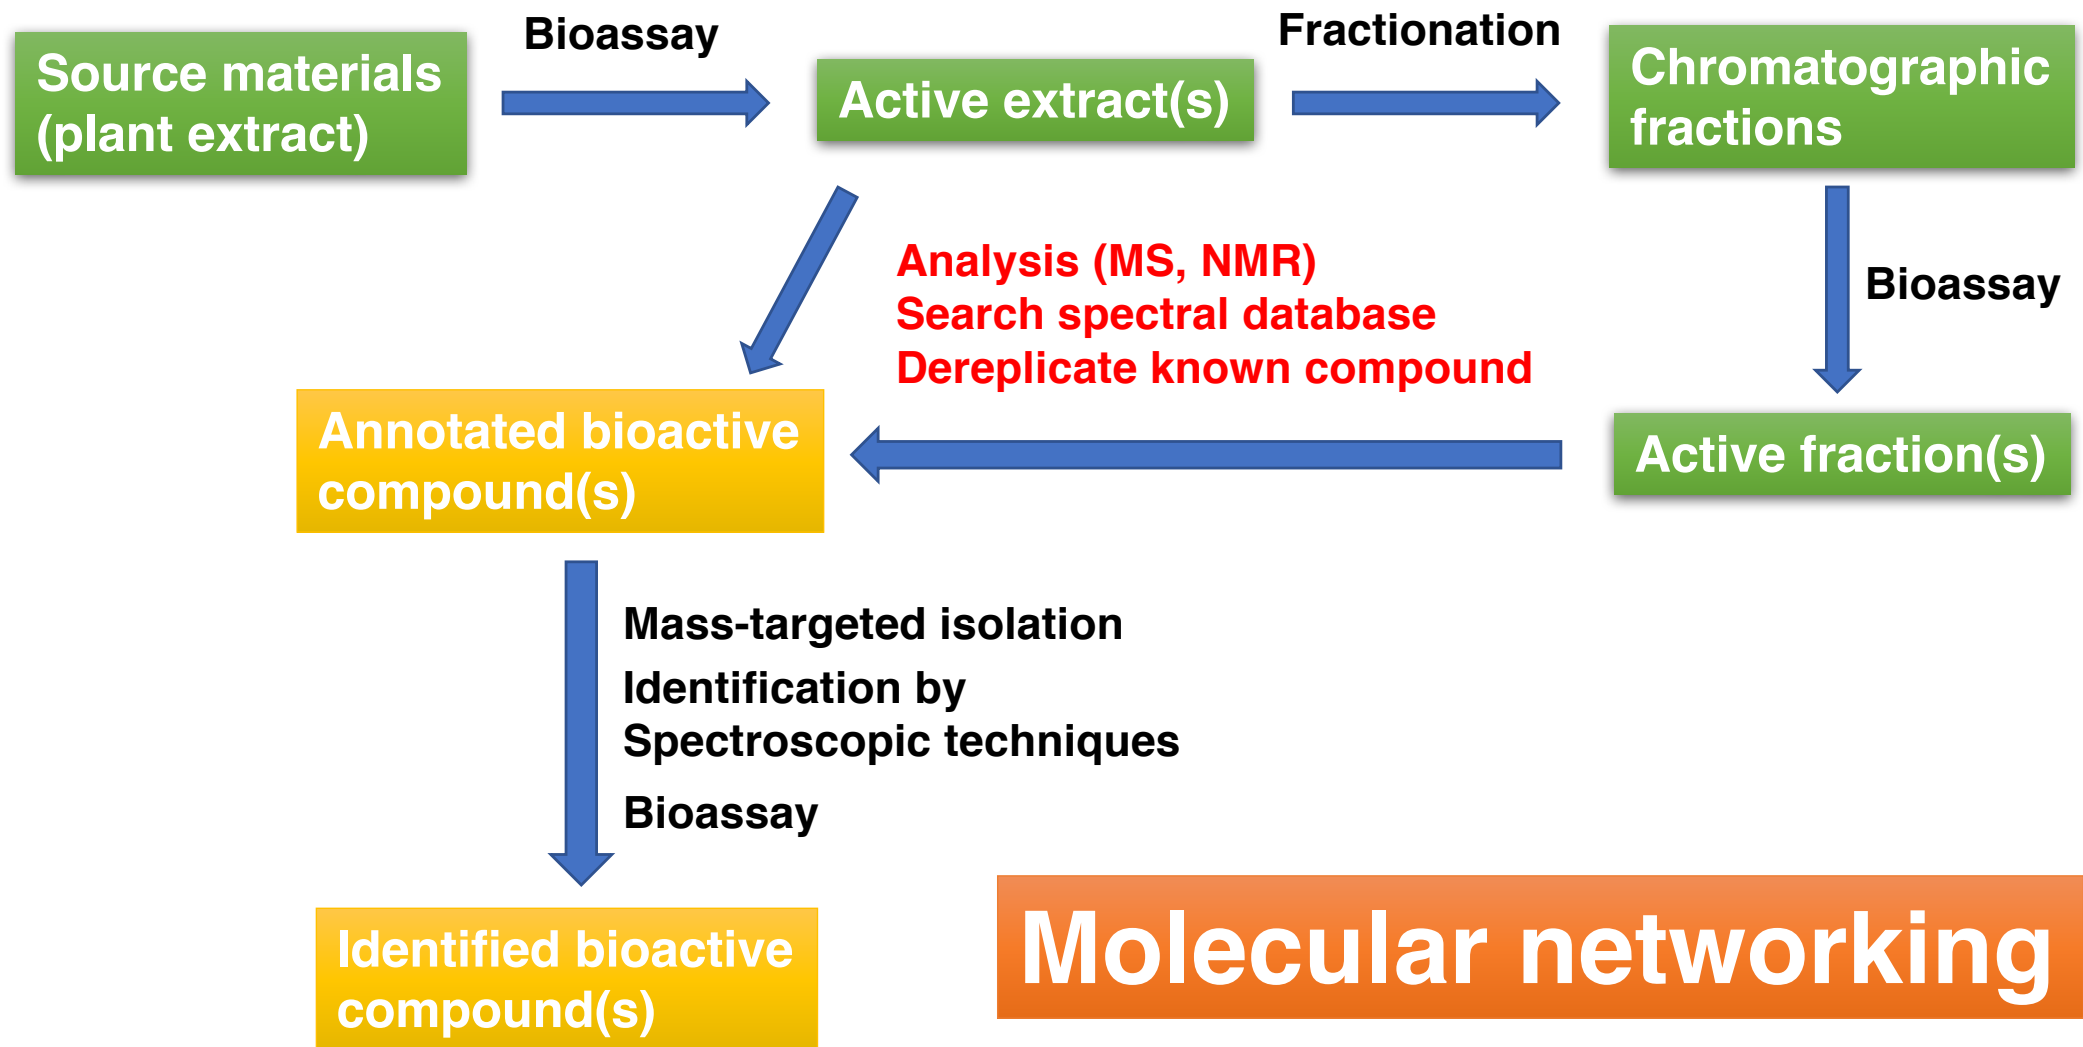 Source materials
(plant extract)
Bioassay
Active extract(s)
Fractionation
Chromatographic
fractions
Analysis (MS, NMR)
Search spectral database
Dereplicate known compound
Bioassay
Annotated bioactive
compound(s)
Active fraction(s)
Mass-targeted isolation
Identification by
Spectroscopic techniques
Bioassay
Identified bioactive
compound(s)
Molecular networking